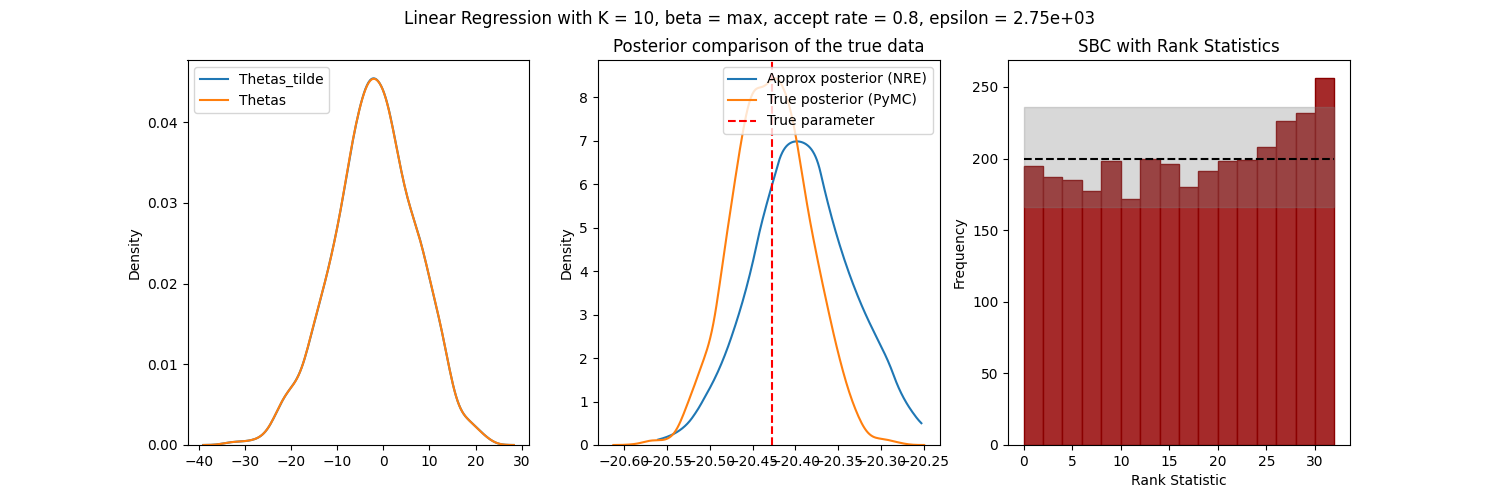 Linear Regression with K = 10, beta = max, accept rate = 0.8, epsilon = 2.75e+03
Posterior comparison of the true data
SBC with Rank Statistics
Thetas_tilde
Thetas
Density
0.04
0.03
0.02
0.01
0.00
−40 −30 −20 −10 0 10 20 30
Approx posterior (NRE)
True posterior (PyMC)
True parameter
Density
8
7
6
5
4
3
2
1
0
−20.60 −20.55 −20.50 −20.45 −20.40 −20.35 −20.30 −20.25
Frequency
250
200
150
100
50
0
0 5 10 15 20 25 30
Rank Statistic